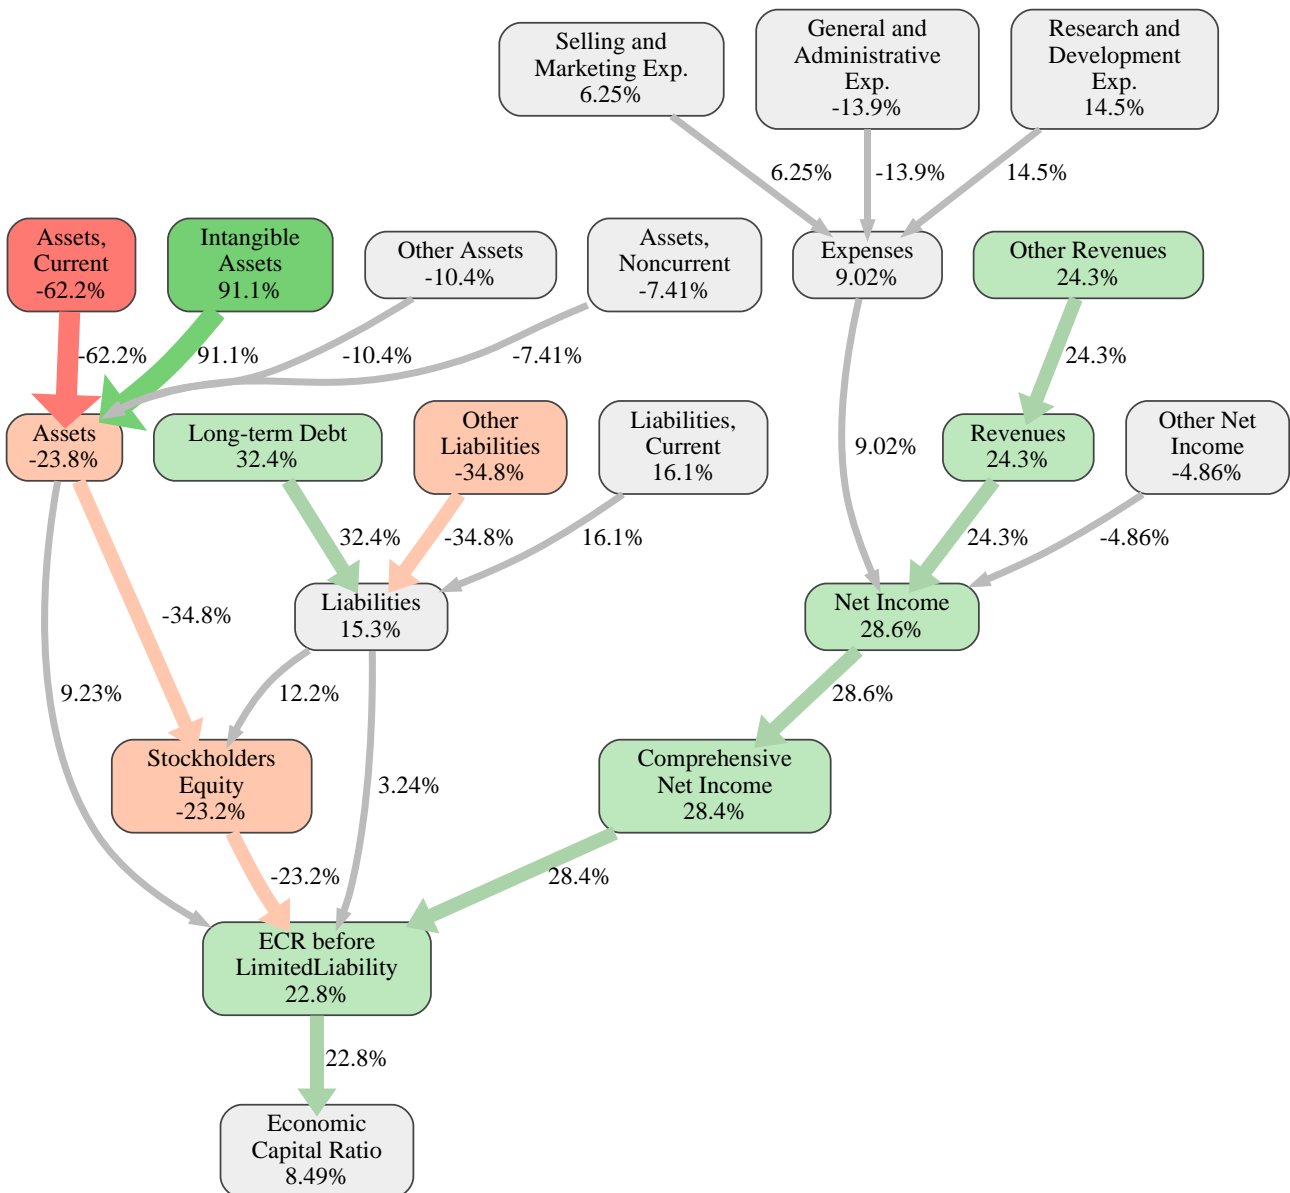 Selling and
Marketing Exp.
6.25%
General and
Administrative
Exp.
-13.9%
Research and
Development
Exp.
14.5%
6.25%
-13.9%
14.5%
Assets,
Current
-62.2%
Intangible
Assets
91.1%
Other Assets
-10.4%
Assets,
Noncurrent
-7.41%
Expenses
9.02%
Other Revenues
24.3%
-62.2%
91.1%
-10.4%
-7.41%
24.3%
Assets
-23.8%
Long-term Debt
32.4%
Other
Liabilities
-34.8%
Liabilities,
Current
16.1%
9.02%
Revenues
24.3%
Other Net
Income
-4.86%
32.4%
-34.8%
16.1%
24.3%
-4.86%
-34.8%
Liabilities
15.3%
Net Income
28.6%
9.23%
12.2%
28.6%
Stockholders
Equity
-23.2%
3.24%
Comprehensive
Net Income
28.4%
-23.2%
28.4%
ECR before
LimitedLiability
22.8%
22.8%
Economic
Capital Ratio
8.49%